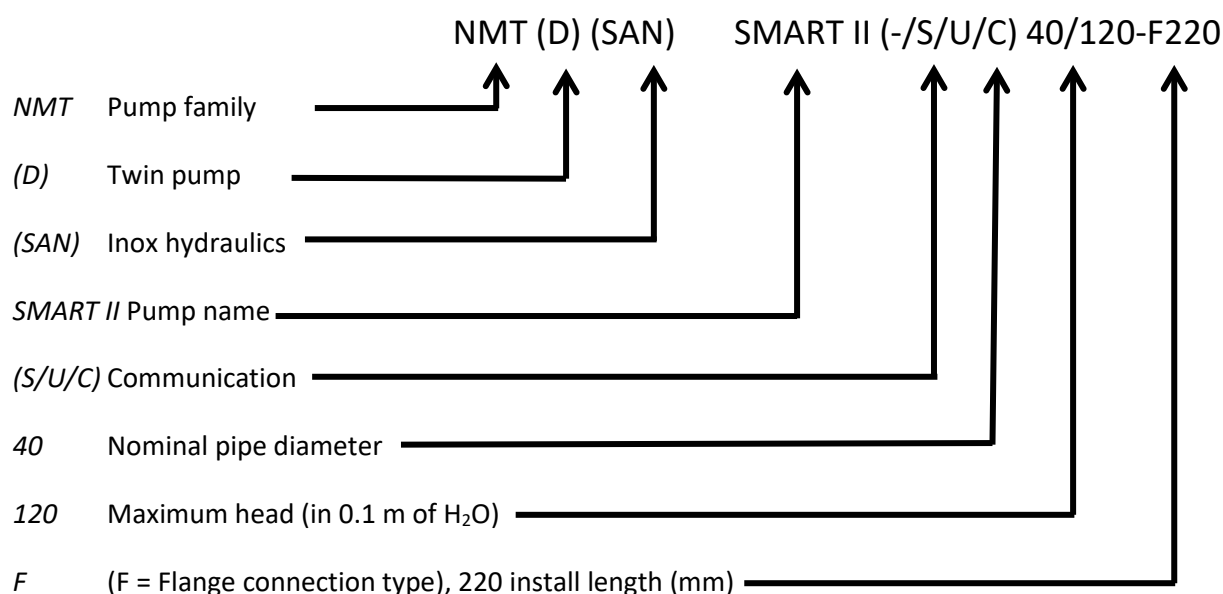 NMT (D) (SAN) SMART II (-/S/U/C) 40/120-F220
NMT Pump family
(D) Twin pump
(SAN) Inox hydraulics
SMART II Pump name
(S/U/C) Communication
40 Nominal pipe diameter
120 Maximum head (in 0.1 m of H₂O)
F (F = Flange connection type), 220 install length (mm)